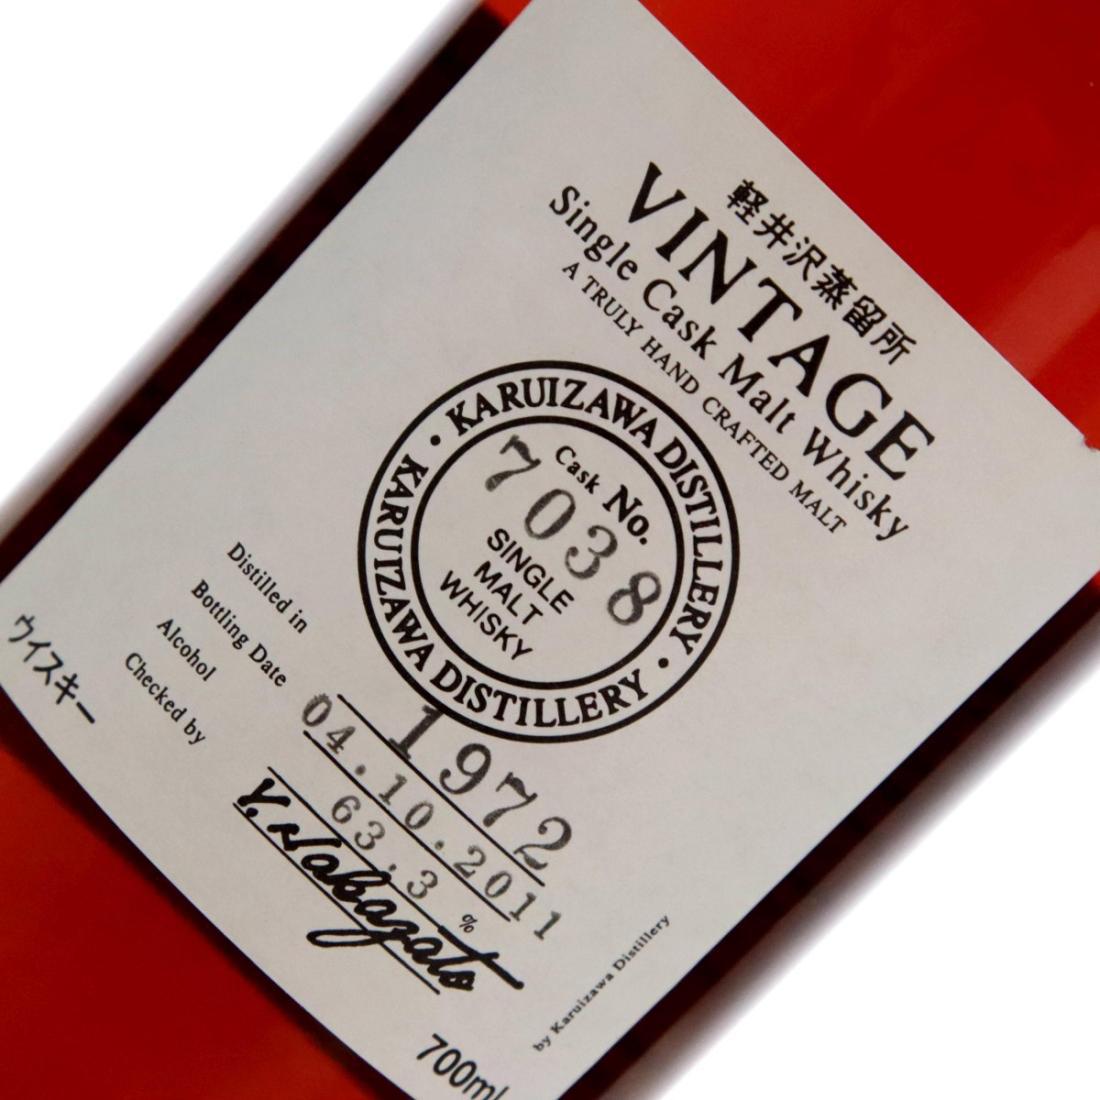 軽井沢蒸留所
VINTAGE
Single Cask Malt Whisky
A TRULY HAND CRAFTED MALT
• KARUIZAWA DISTILLERY • KARUIZAWA DISTILLERY
Cask No.
7038
SINGLE
MALT
WHISKY
Distilled in 1972
Bottling Date 04.10.2011
Alcohol 63.3 %
Checked by Y. Nakazato
ウイスキー
700ml
by Karuizawa Distillery